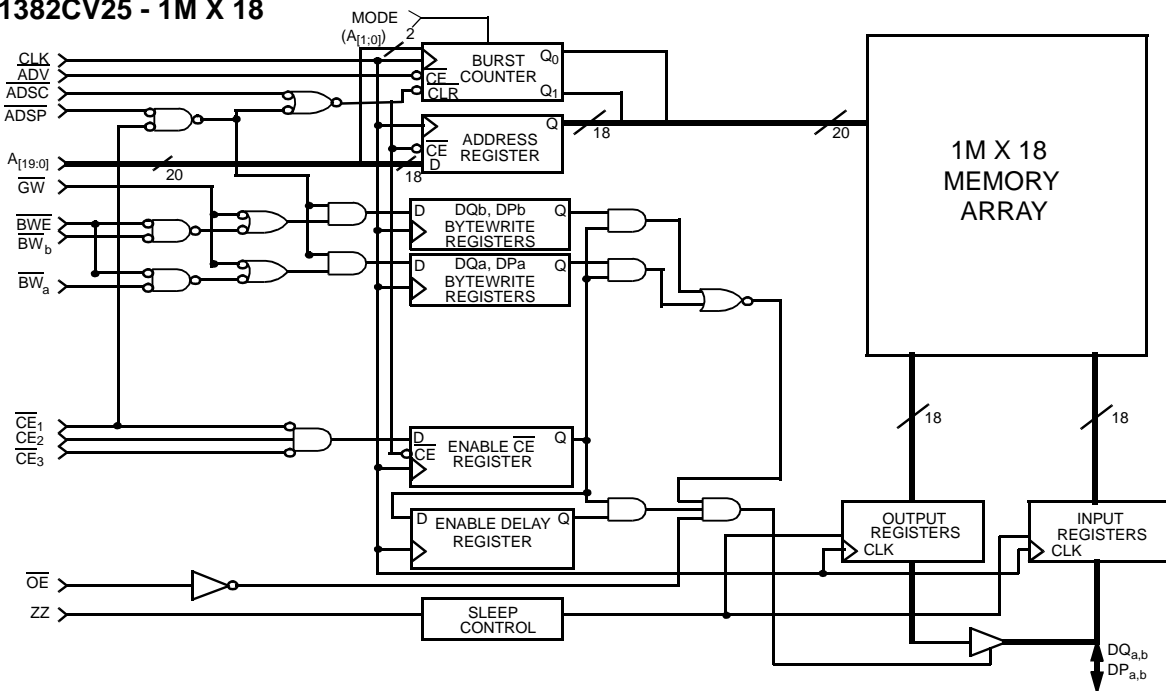 1382CV25 - 1M X 18
MODE
(A[1;0])
2
CLK
ADV
ADSC
ADSP
BURST
COUNTER
CE
CLR
Q0
Q1
A[19:0]
20
18
ADDRESS
REGISTER
CE
D
Q
18
20
1M X 18
MEMORY
ARRAY
GW
BWE
BWb
BWa
D
DQb, DPb
BYTEWRITE
REGISTERS
Q
D
DQa, DPa
BYTEWRITE
REGISTERS
Q
CE1
CE2
CE3
D
CE
ENABLE CE
REGISTER
Q
D
ENABLE DELAY
REGISTER
Q
18
18
OUTPUT
REGISTERS
CLK
INPUT
REGISTERS
CLK
OE
ZZ
SLEEP
CONTROL
DQa,b
DPa,b